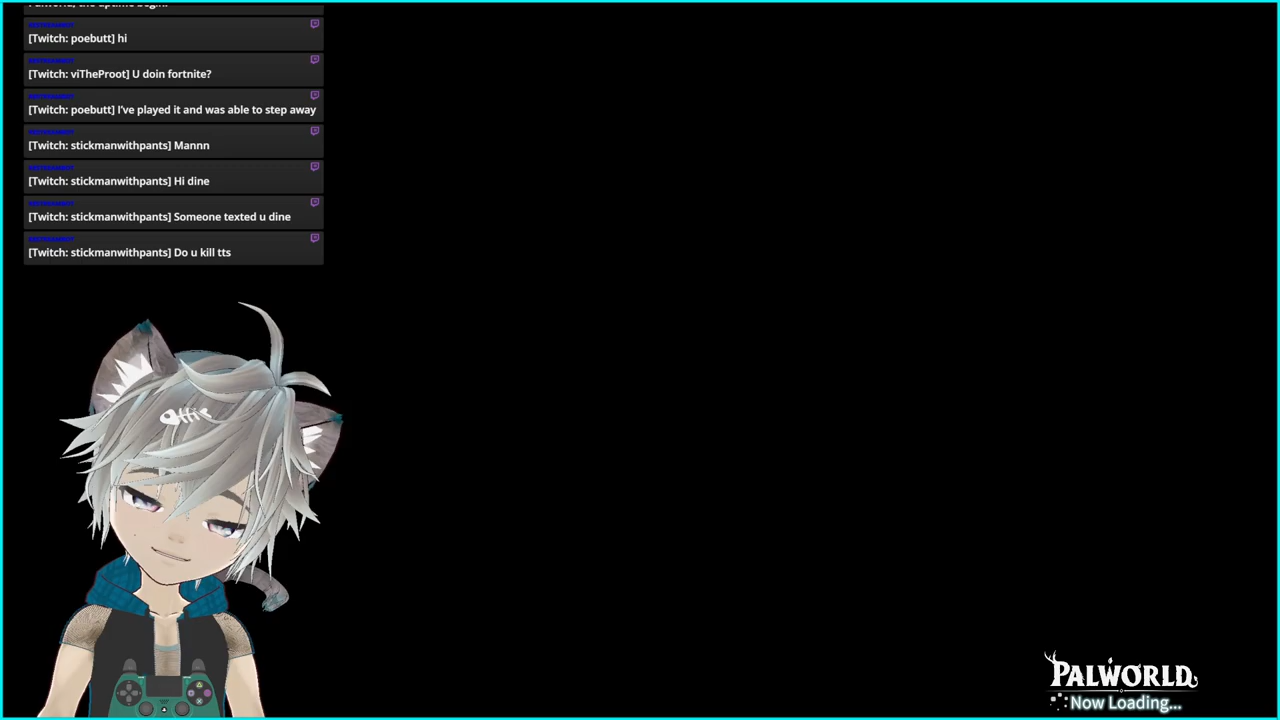 [Twitch: poebutt] hi
[Twitch: viTheProot] U doin fortnite?
[Twitch: poebutt] I've played it and was able to step away
[Twitch: stickmanwithpants] Mannn
[Twitch: stickmanwithpants] Hi dine
[Twitch: stickmanwithpants] Someone texted u dine
[Twitch: stickmanwithpants] Do u kill tts
PALWORLD
Now Loading...